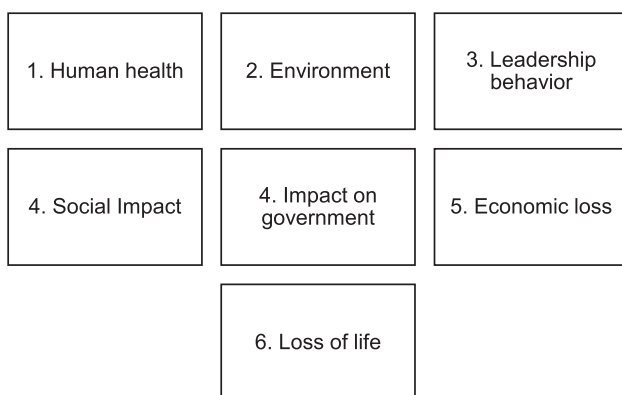 1. Human health
2. Environment
3. Leadership
behavior
4. Social Impact
4. Impact on
government
5. Economic loss
6. Loss of life